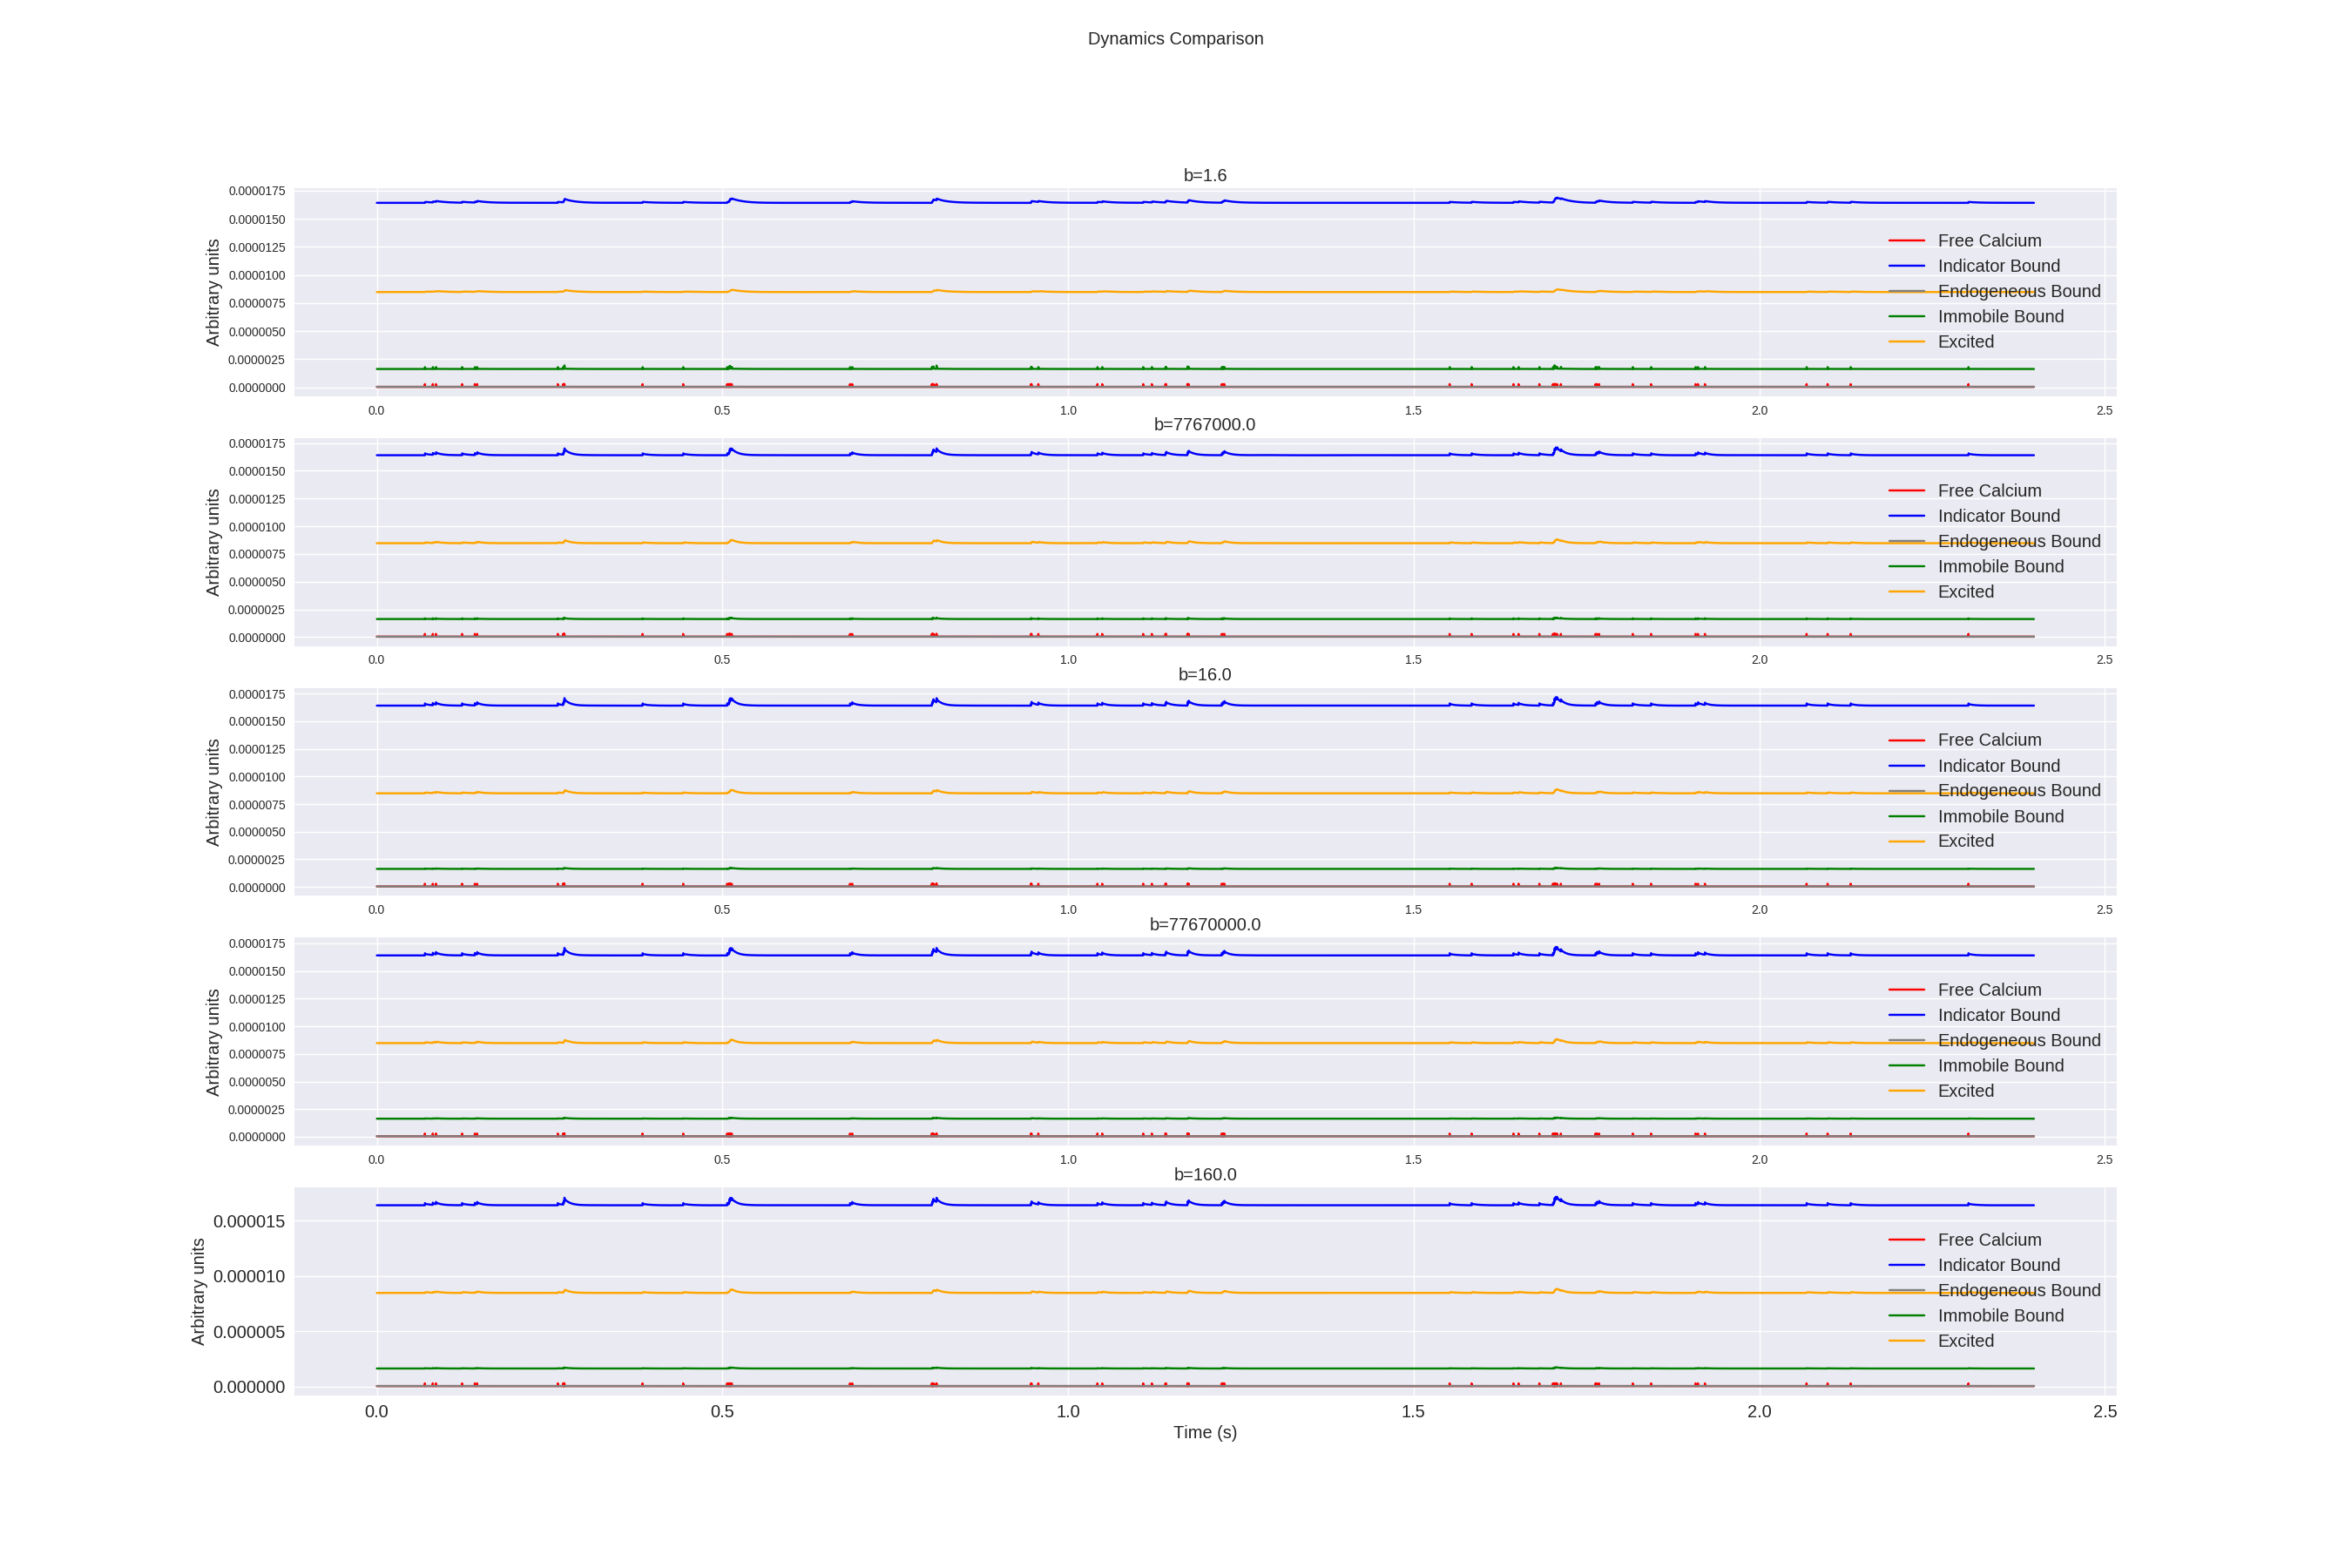 Dynamics Comparison
b=1.6
0.0000175
0.0000150
0.0000125
0.0000100
0.0000075
0.0000050
0.0000025
0.0000000
Arbitrary units
Free Calcium
Indicator Bound
Endogeneous Bound
Immobile Bound
Excited
0.0 0.5 1.0 1.5 2.0 2.5
b=7767000.0
0.0000175
0.0000150
0.0000125
0.0000100
0.0000075
0.0000050
0.0000025
0.0000000
Arbitrary units
Free Calcium
Indicator Bound
Endogeneous Bound
Immobile Bound
Excited
0.0 0.5 1.0 1.5 2.0 2.5
b=16.0
0.0000175
0.0000150
0.0000125
0.0000100
0.0000075
0.0000050
0.0000025
0.0000000
Arbitrary units
Free Calcium
Indicator Bound
Endogeneous Bound
Immobile Bound
Excited
0.0 0.5 1.0 1.5 2.0 2.5
b=77670000.0
0.0000175
0.0000150
0.0000125
0.0000100
0.0000075
0.0000050
0.0000025
0.0000000
Arbitrary units
Free Calcium
Indicator Bound
Endogeneous Bound
Immobile Bound
Excited
0.0 0.5 1.0 1.5 2.0 2.5
b=160.0
0.000015
0.000010
0.000005
0.000000
Arbitrary units
Free Calcium
Indicator Bound
Endogeneous Bound
Immobile Bound
Excited
0.0 0.5 1.0 1.5 2.0 2.5
Time (s)